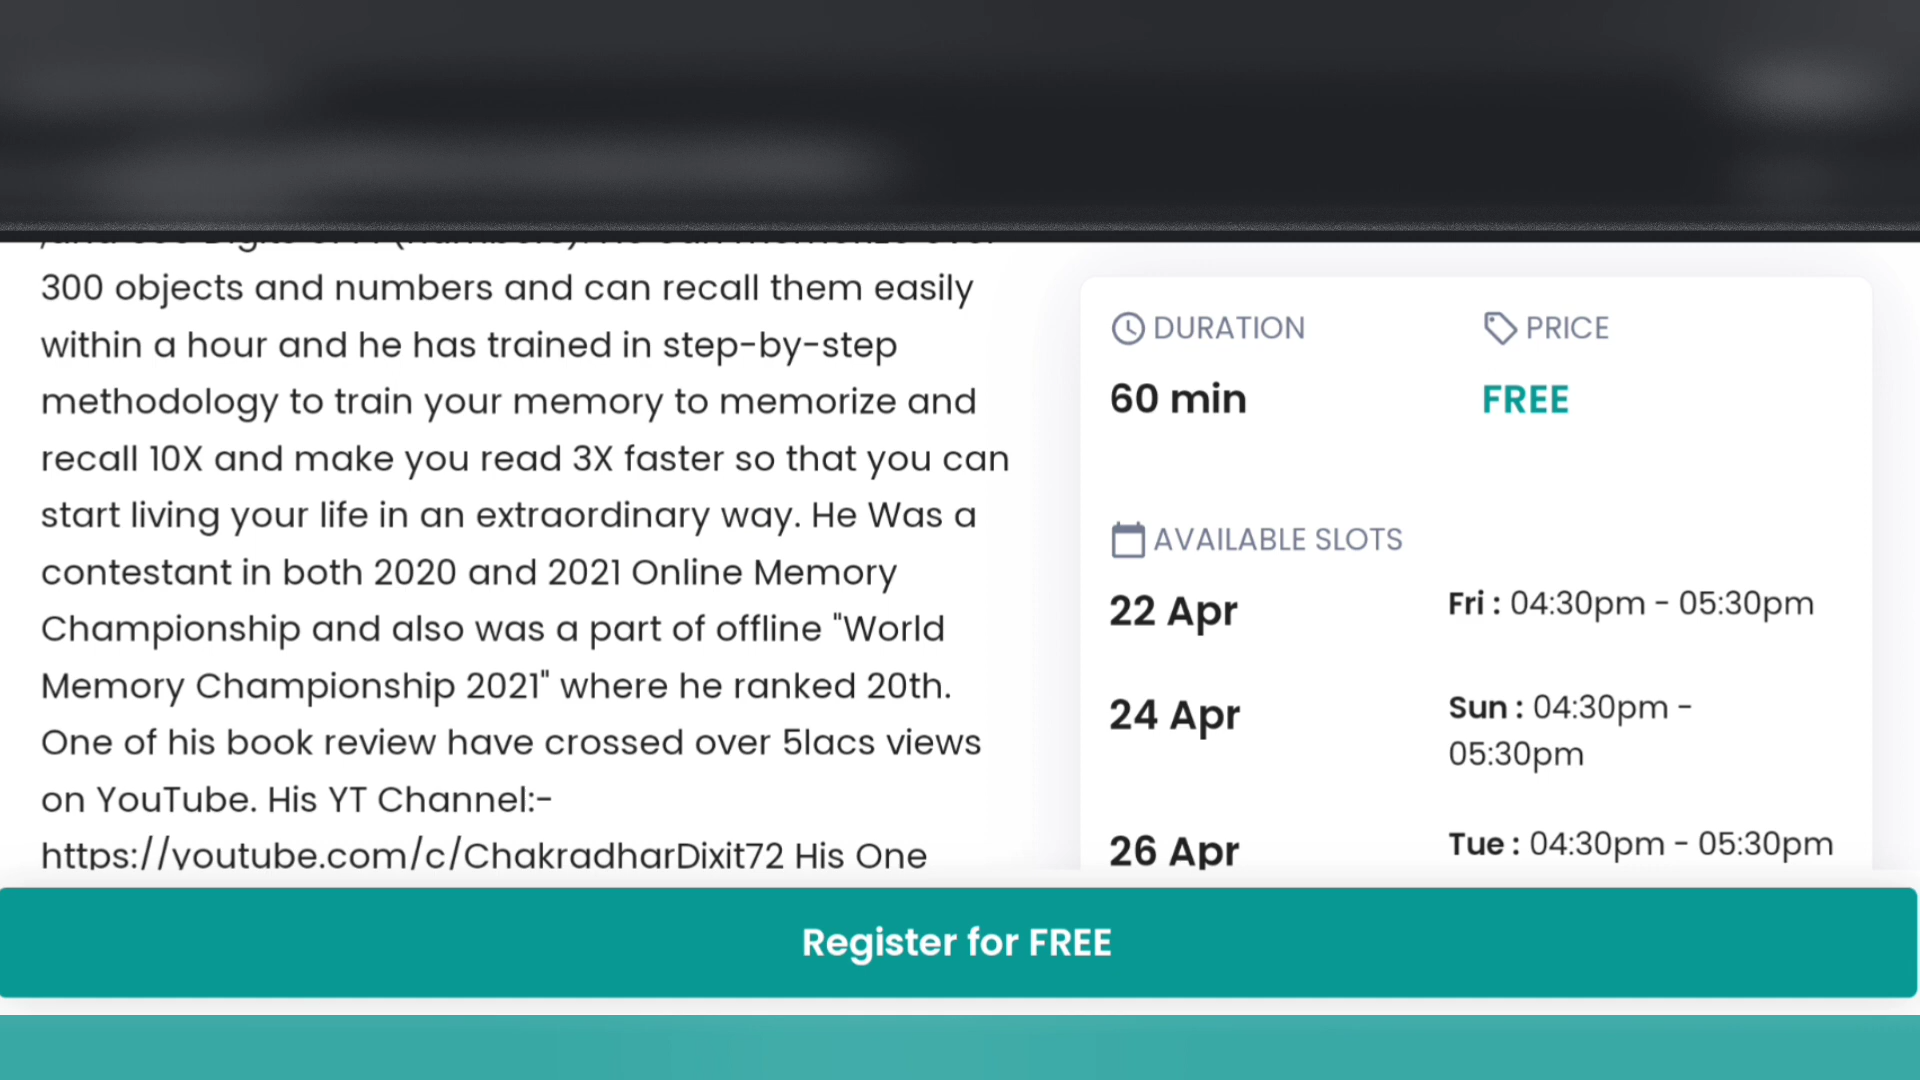 300 objects and numbers and can recall them easily
within a hour and he has trained in step-by-step
methodology to train your memory to memorize and
recall 10X and make you read 3X faster so that you can
start living your life in an extraordinary way. He Was a
contestant in both 2020 and 2021 Online Memory
Championship and also was a part of offline "World
Memory Championship 2021" where he ranked 20th.
One of his book review have crossed over 5lacs views
on YouTube. His YT Channel:-
https://youtube.com/c/ChakradharDixit72 His One
DURATION
PRICE
60 min
FREE
AVAILABLE SLOTS
22 Apr
Fri : 04:30pm - 05:30pm
24 Apr
Sun : 04:30pm -
05:30pm
26 Apr
Tue : 04:30pm - 05:30pm
Register for FREE